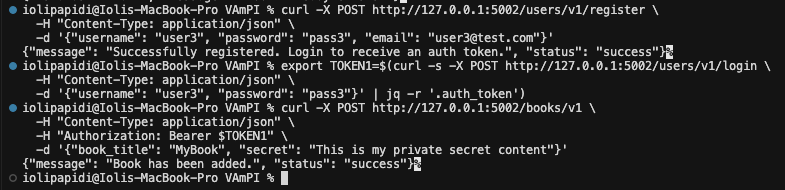 iolipapidi@Iolis-MacBook-Pro VAmPI % curl -X POST http://127.0.0.1:5002/users/v1/register \
-H "Content-Type: application/json" \
-d '{"username": "user3", "password": "pass3", "email": "user3@test.com"}'
{"message": "Successfully registered. Login to receive an auth token.", "status": "success"}%
iolipapidi@Iolis-MacBook-Pro VAmPI % export TOKEN1=$(curl -s -X POST http://127.0.0.1:5002/users/v1/login \
-H "Content-Type: application/json" \
-d '{"username": "user3", "password": "pass3"}' | jq -r '.auth_token')
iolipapidi@Iolis-MacBook-Pro VAmPI % curl -X POST http://127.0.0.1:5002/books/v1 \
-H "Content-Type: application/json" \
-H "Authorization: Bearer $TOKEN1" \
-d '{"book_title": "MyBook", "secret": "This is my private secret content"}'
{"message": "Book has been added.", "status": "success"}%
iolipapidi@Iolis-MacBook-Pro VAmPI %